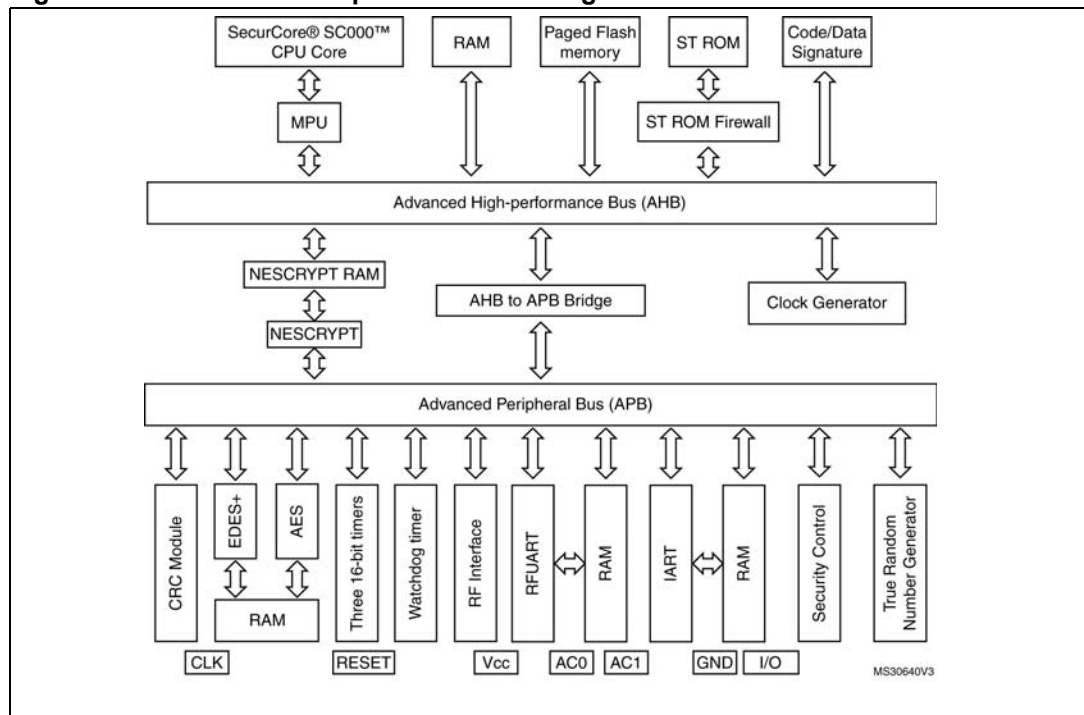 SecurCore® SC000™
CPU Core
RAM
Paged Flash
memory
ST ROM
Code/Data
Signature
MPU
ST ROM Firewall
Advanced High-performance Bus (AHB)
NESCRYPT RAM
AHB to APB Bridge
Clock Generator
NESCRYPT
Advanced Peripheral Bus (APB)
CRC Module
EDES+
AES
RAM
Three 16-bit timers
Watchdog timer
RF Interface
RFUART
RAM
IART
RAM
Security Control
True Random
Number Generator
CLK
RESET
Vcc
AC0
AC1
GND
I/O
MS30640V3